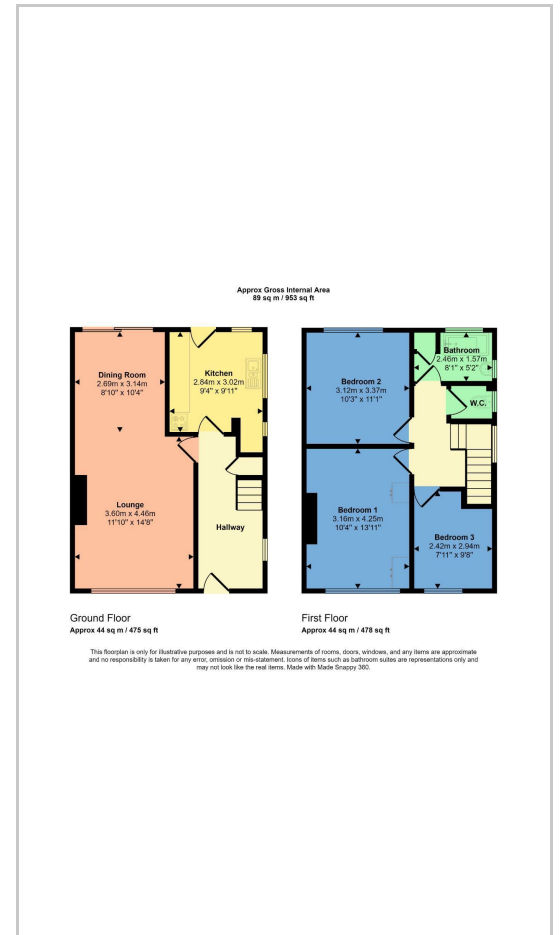 Approx Gross Internal Area
89 sq m / 953 sq ft
Dining Room
2.69m x 3.14m
8'10" x 10'4"
Kitchen
2.84m x 3.02m
9'4" x 9'11"
Lounge
3.60m x 4.46m
11'10" x 14'8"
Hallway
Ground Floor
Approx 44 sq m / 475 sq ft
Bedroom 2
3.12m x 3.37m
10'3" x 11'1"
Bathroom
2.46m x 1.57m
8'1" x 5'2"
W.C.
Bedroom 1
3.16m x 4.25m
10'4" x 13'11"
Bedroom 3
2.42m x 2.94m
7'11" x 9'8"
First Floor
Approx 44 sq m / 478 sq ft
This floorplan is only for illustrative purposes and is not to scale. Measurements of rooms, doors, windows, and any items are approximate
and no responsibility is taken for any error, omission or mis-statement. Icons of items such as bathroom suites are representations only and
may not look like the real items. Made with Made Snappy 360.